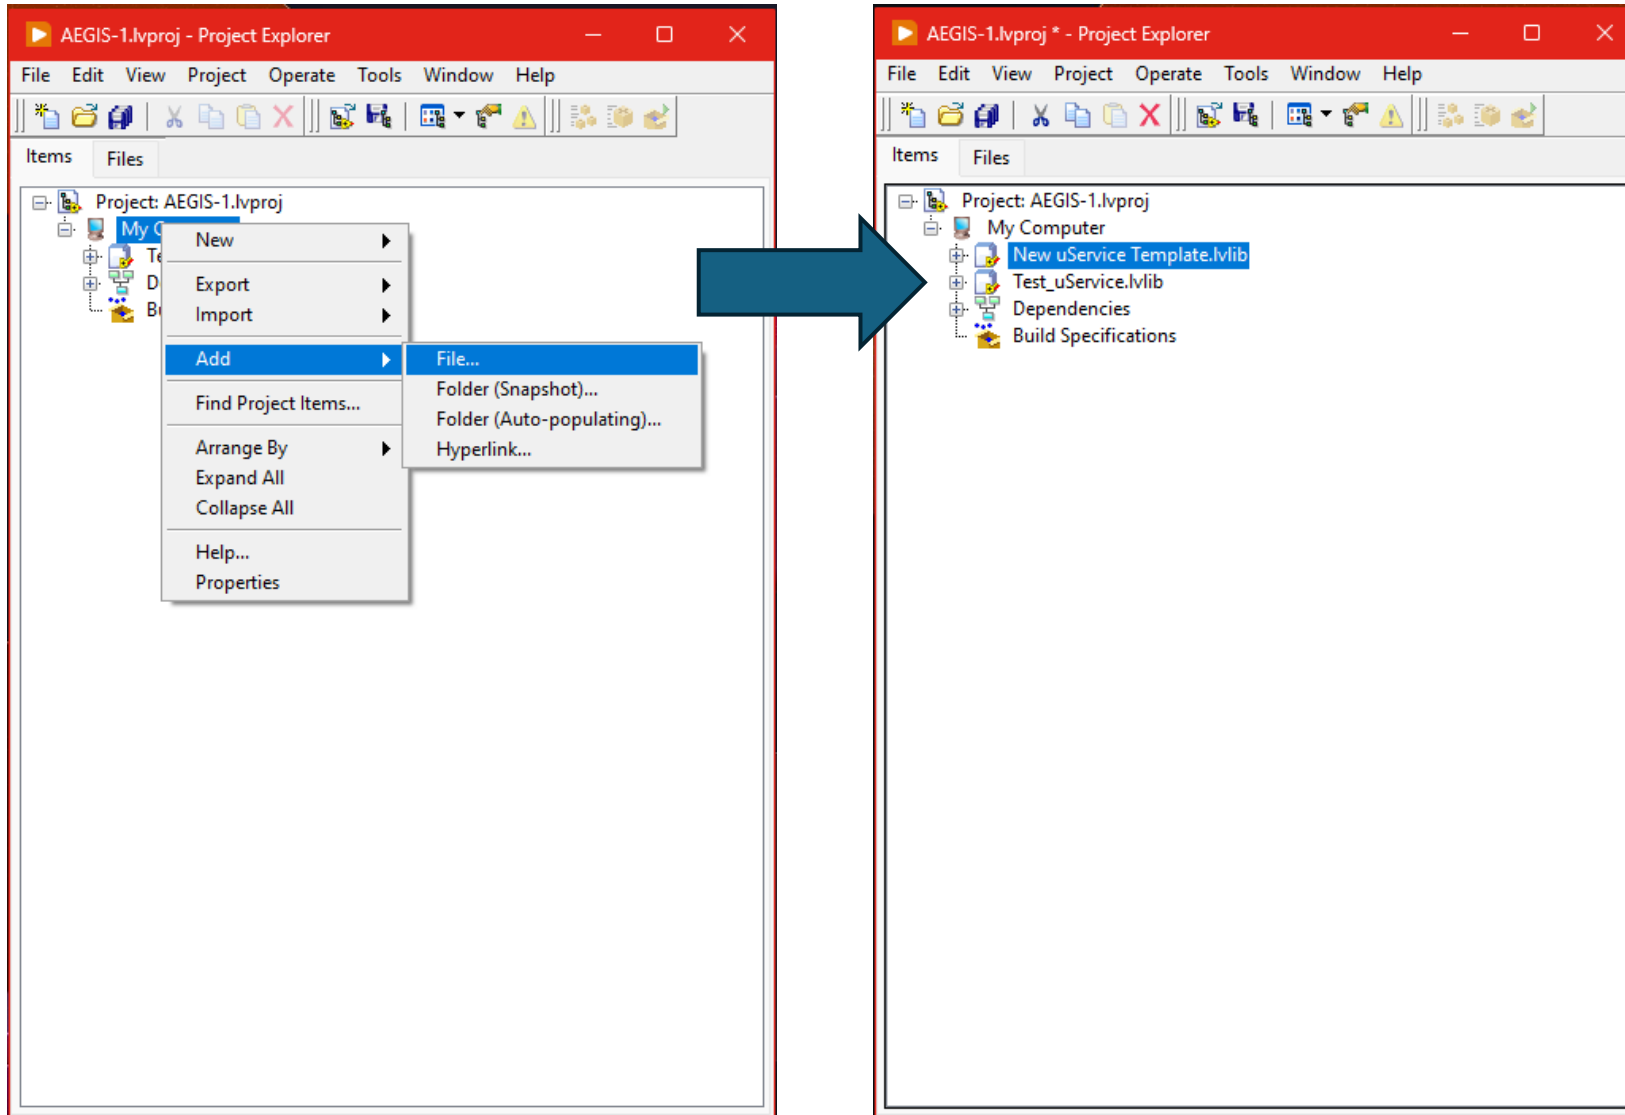 AEGIS-1.lvproj - Project Explorer
File Edit View Project Operate Tools Window Help
Items Files
Project: AEGIS-1.lvproj
My C
Te
D
Bu
New
Export
Import
Add
Find Project Items...
Arrange By
Expand All
Collapse All
Help...
Properties
File...
Folder (Snapshot)...
Folder (Auto-populating)...
Hyperlink...
AEGIS-1.lvproj * - Project Explorer
File Edit View Project Operate Tools Window Help
Items Files
Project: AEGIS-1.lvproj
My Computer
New uService Template.lvlib
Test_uService.lvlib
Dependencies
Build Specifications